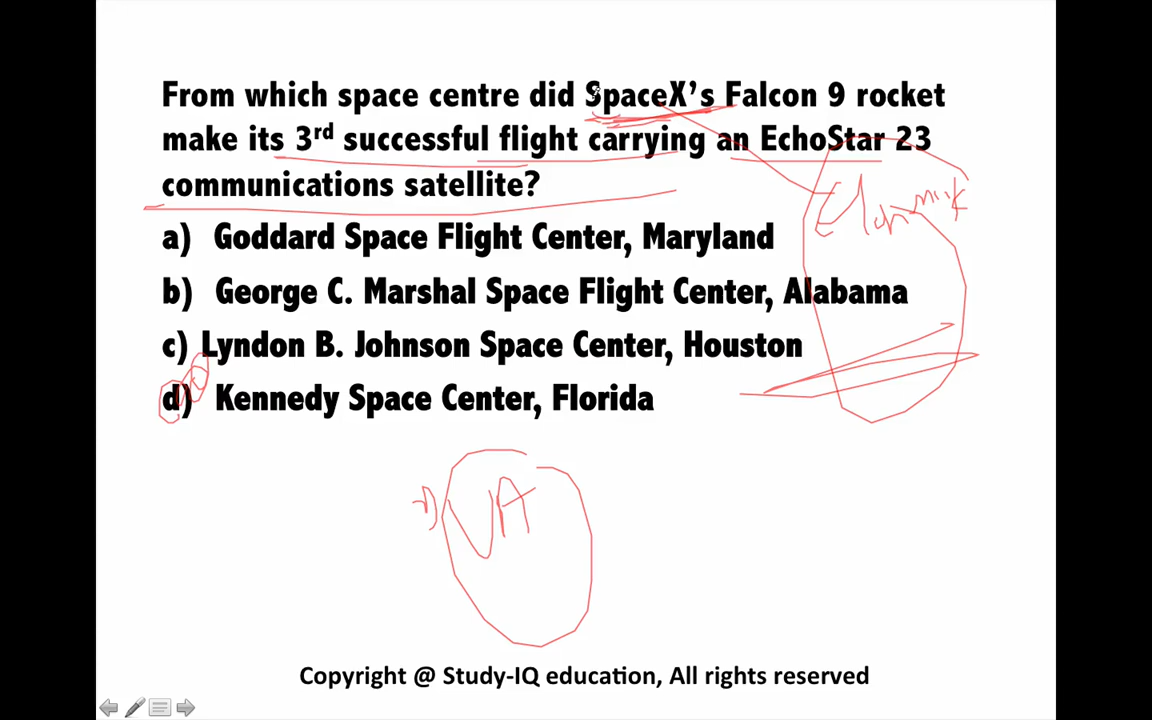 From which space centre did SpaceX's Falcon 9 rocket
make its 3rd successful flight carrying an EchoStar 23
communications satellite?
a) Goddard Space Flight Center, Maryland
b) George C. Marshal Space Flight Center, Alabama
c) Lyndon B. Johnson Space Center, Houston
d) Kennedy Space Center, Florida
Copyright @ Study-IQ education, All rights reserved